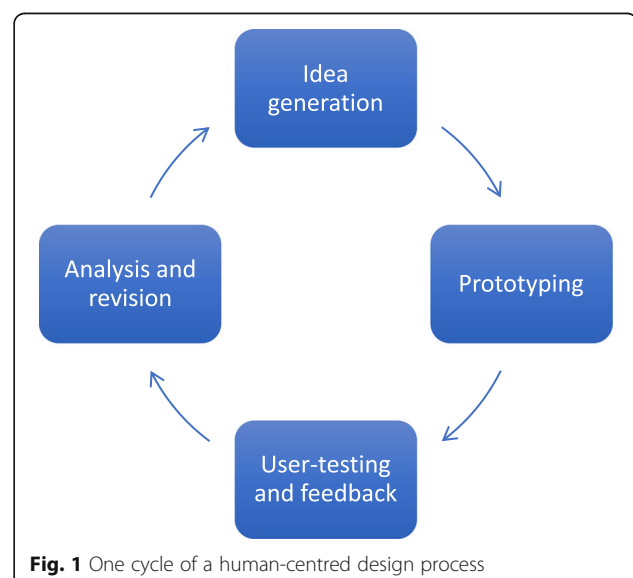 Idea
generation
Prototyping
User-testing
and feedback
Analysis and
revision
Fig. 1 One cycle of a human-centred design process